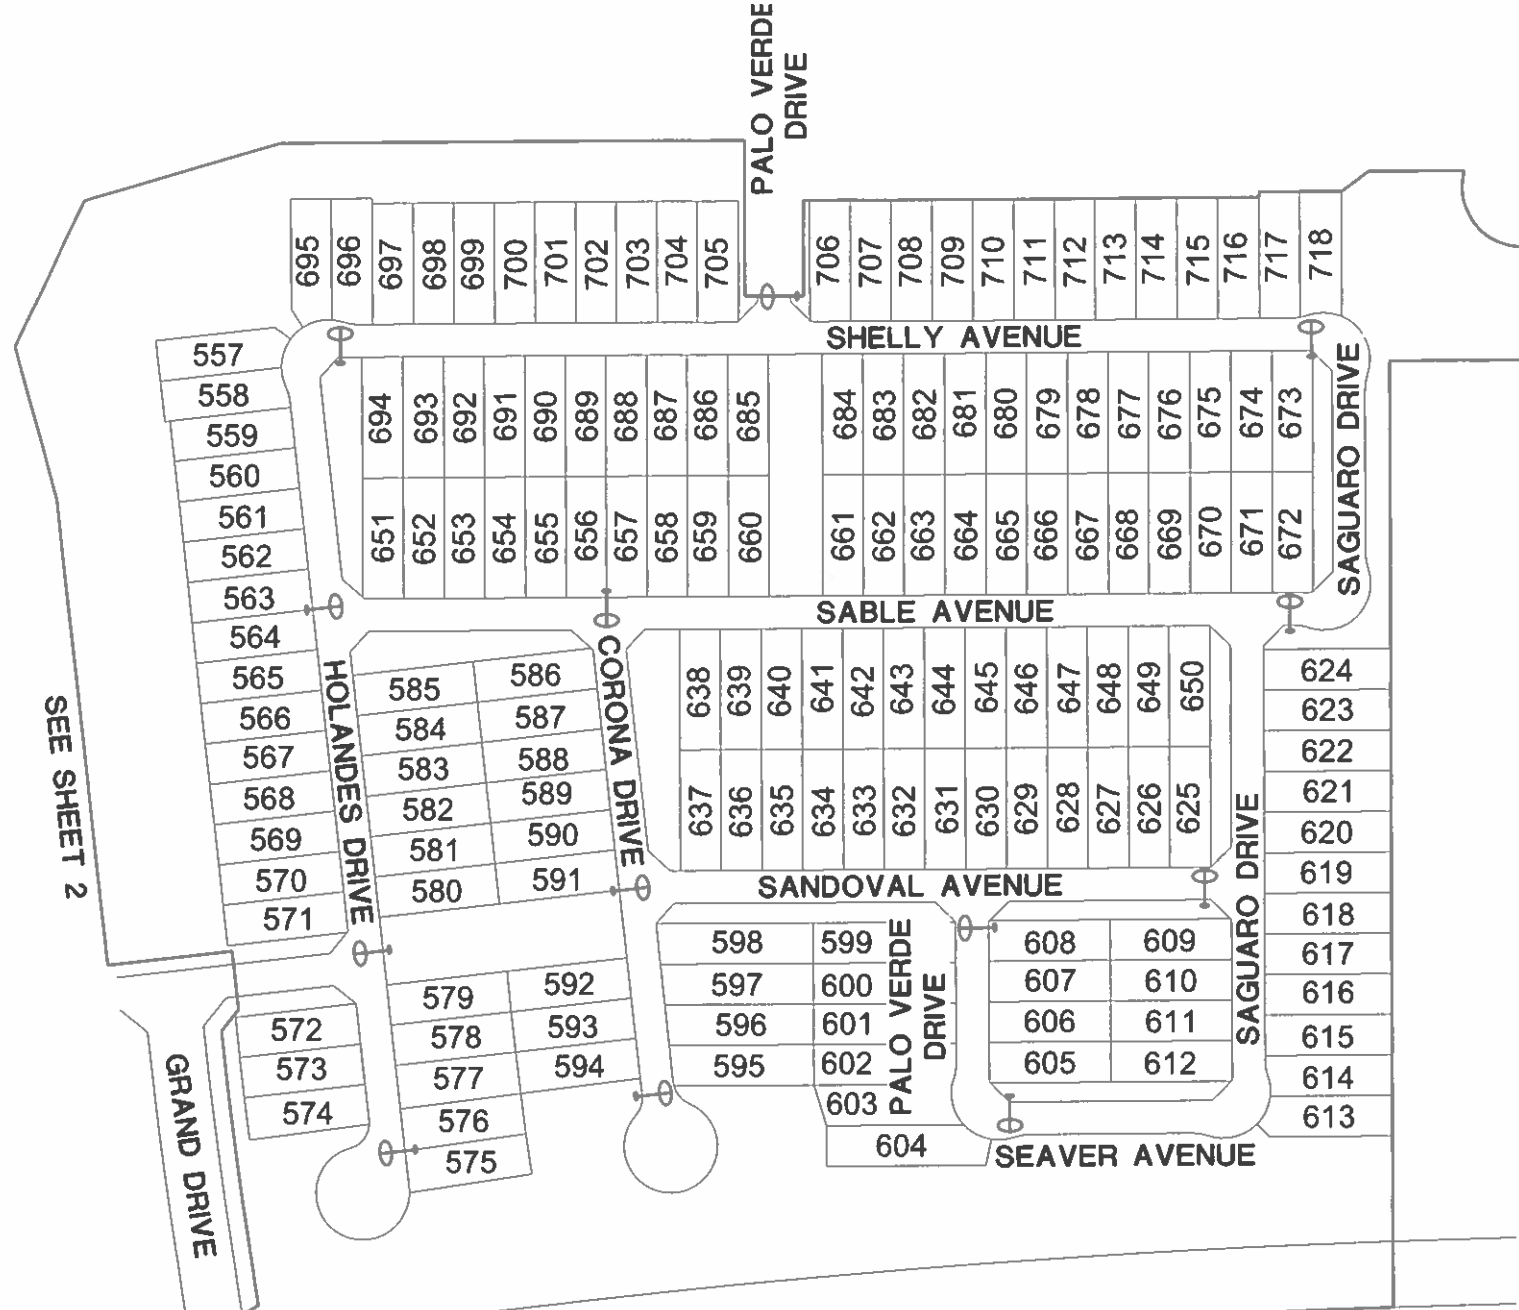 PALO VERDE
DRIVE
695 696 697 698 699 700 701 702 703 704 705 706 707 708 709 710 711 712 713 714 715 716 717 718
SHELLY AVENUE
557
558
559
560
561
562
563
564
565
566
567
568
569
570
571
694 693 692 691 690 689 688 687 686 685 684 683 682 681 680 679 678 677 676 675 674 673
651 652 653 654 655 656 657 658 659 660 661 662 663 664 665 666 667 668 669 670 671 672
SAGUARO DRIVE
SABLE AVENUE
SEE SHEET 2
HOLANDES DRIVE
585 586
584 587
583 588
582 589
581 590
580 591
CORONA DRIVE
638 639 640 641 642 643 644 645 646 647 648 649 650
637 636 635 634 633 632 631 630 629 628 627 626 625
624
623
622
621
620
619
618
617
616
615
614
613
SANDOVAL AVENUE
SAGUARO DRIVE
598 599
597 600
596 601
595 602
603
604
PALO VERDE
DRIVE
608 609
607 610
606 611
605 612
SEAVER AVENUE
579 592
578 593
577 594
576
575
572
573
574
GRAND DRIVE